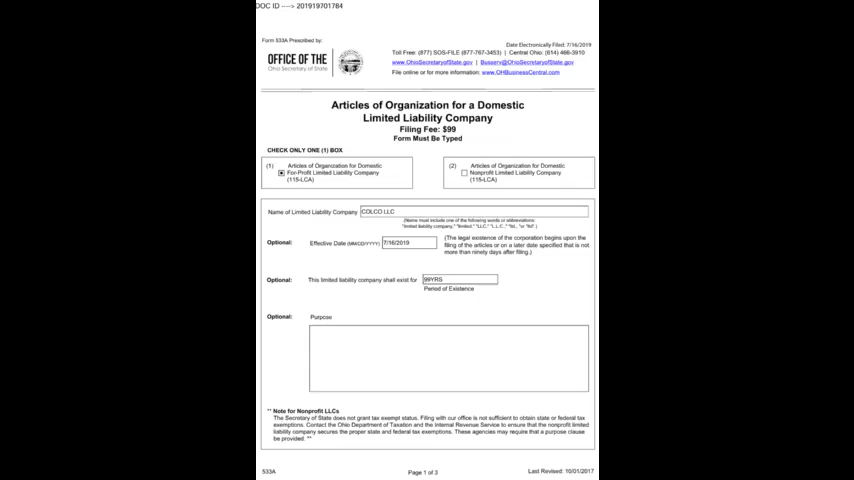 DOC ID ----> 201919701784
Form 533A Prescribed by:
Date Electronically Filed: 7/16/2019
OFFICE OF THE
Ohio Secretary of State
Toll Free: (877) SOS-FILE (877-767-3453) | Central Ohio: (614) 466-3910
www.OhioSecretaryofState.gov | Busserv@OhioSecretaryofState.gov
File online or for more information: www.OHBusinessCentral.com
Articles of Organization for a Domestic
Limited Liability Company
Filing Fee: $99
Form Must Be Typed
CHECK ONLY ONE (1) BOX
(1) Articles of Organization for Domestic
For-Profit Limited Liability Company
(115-LCA)
(2) Articles of Organization for Domestic
Nonprofit Limited Liability Company
(115-LCA)
Name of Limited Liability Company COLCO LLC
(Name must include one of the following words or abbreviations:
"limited liability company," "limited," "LLC," "L.L.C.," "ltd., "or "ltd".)
Optional: Effective Date (MM/DD/YYYY) 7/16/2019
(The legal existence of the corporation begins upon the
filing of the articles or on a later date specified that is not
more than ninety days after filing.)
Optional: This limited liability company shall exist for 99YRS
Period of Existence
Optional: Purpose
** Note for Nonprofit LLCs
The Secretary of State does not grant tax exempt status. Filing with our office is not sufficient to obtain state or federal tax
exemptions. Contact the Ohio Department of Taxation and the Internal Revenue Service to ensure that the nonprofit limited
liability company secures the proper state and federal tax exemptions. These agencies may require that a purpose clause
be provided. **
533A Page 1 of 3 Last Revised: 10/01/2017